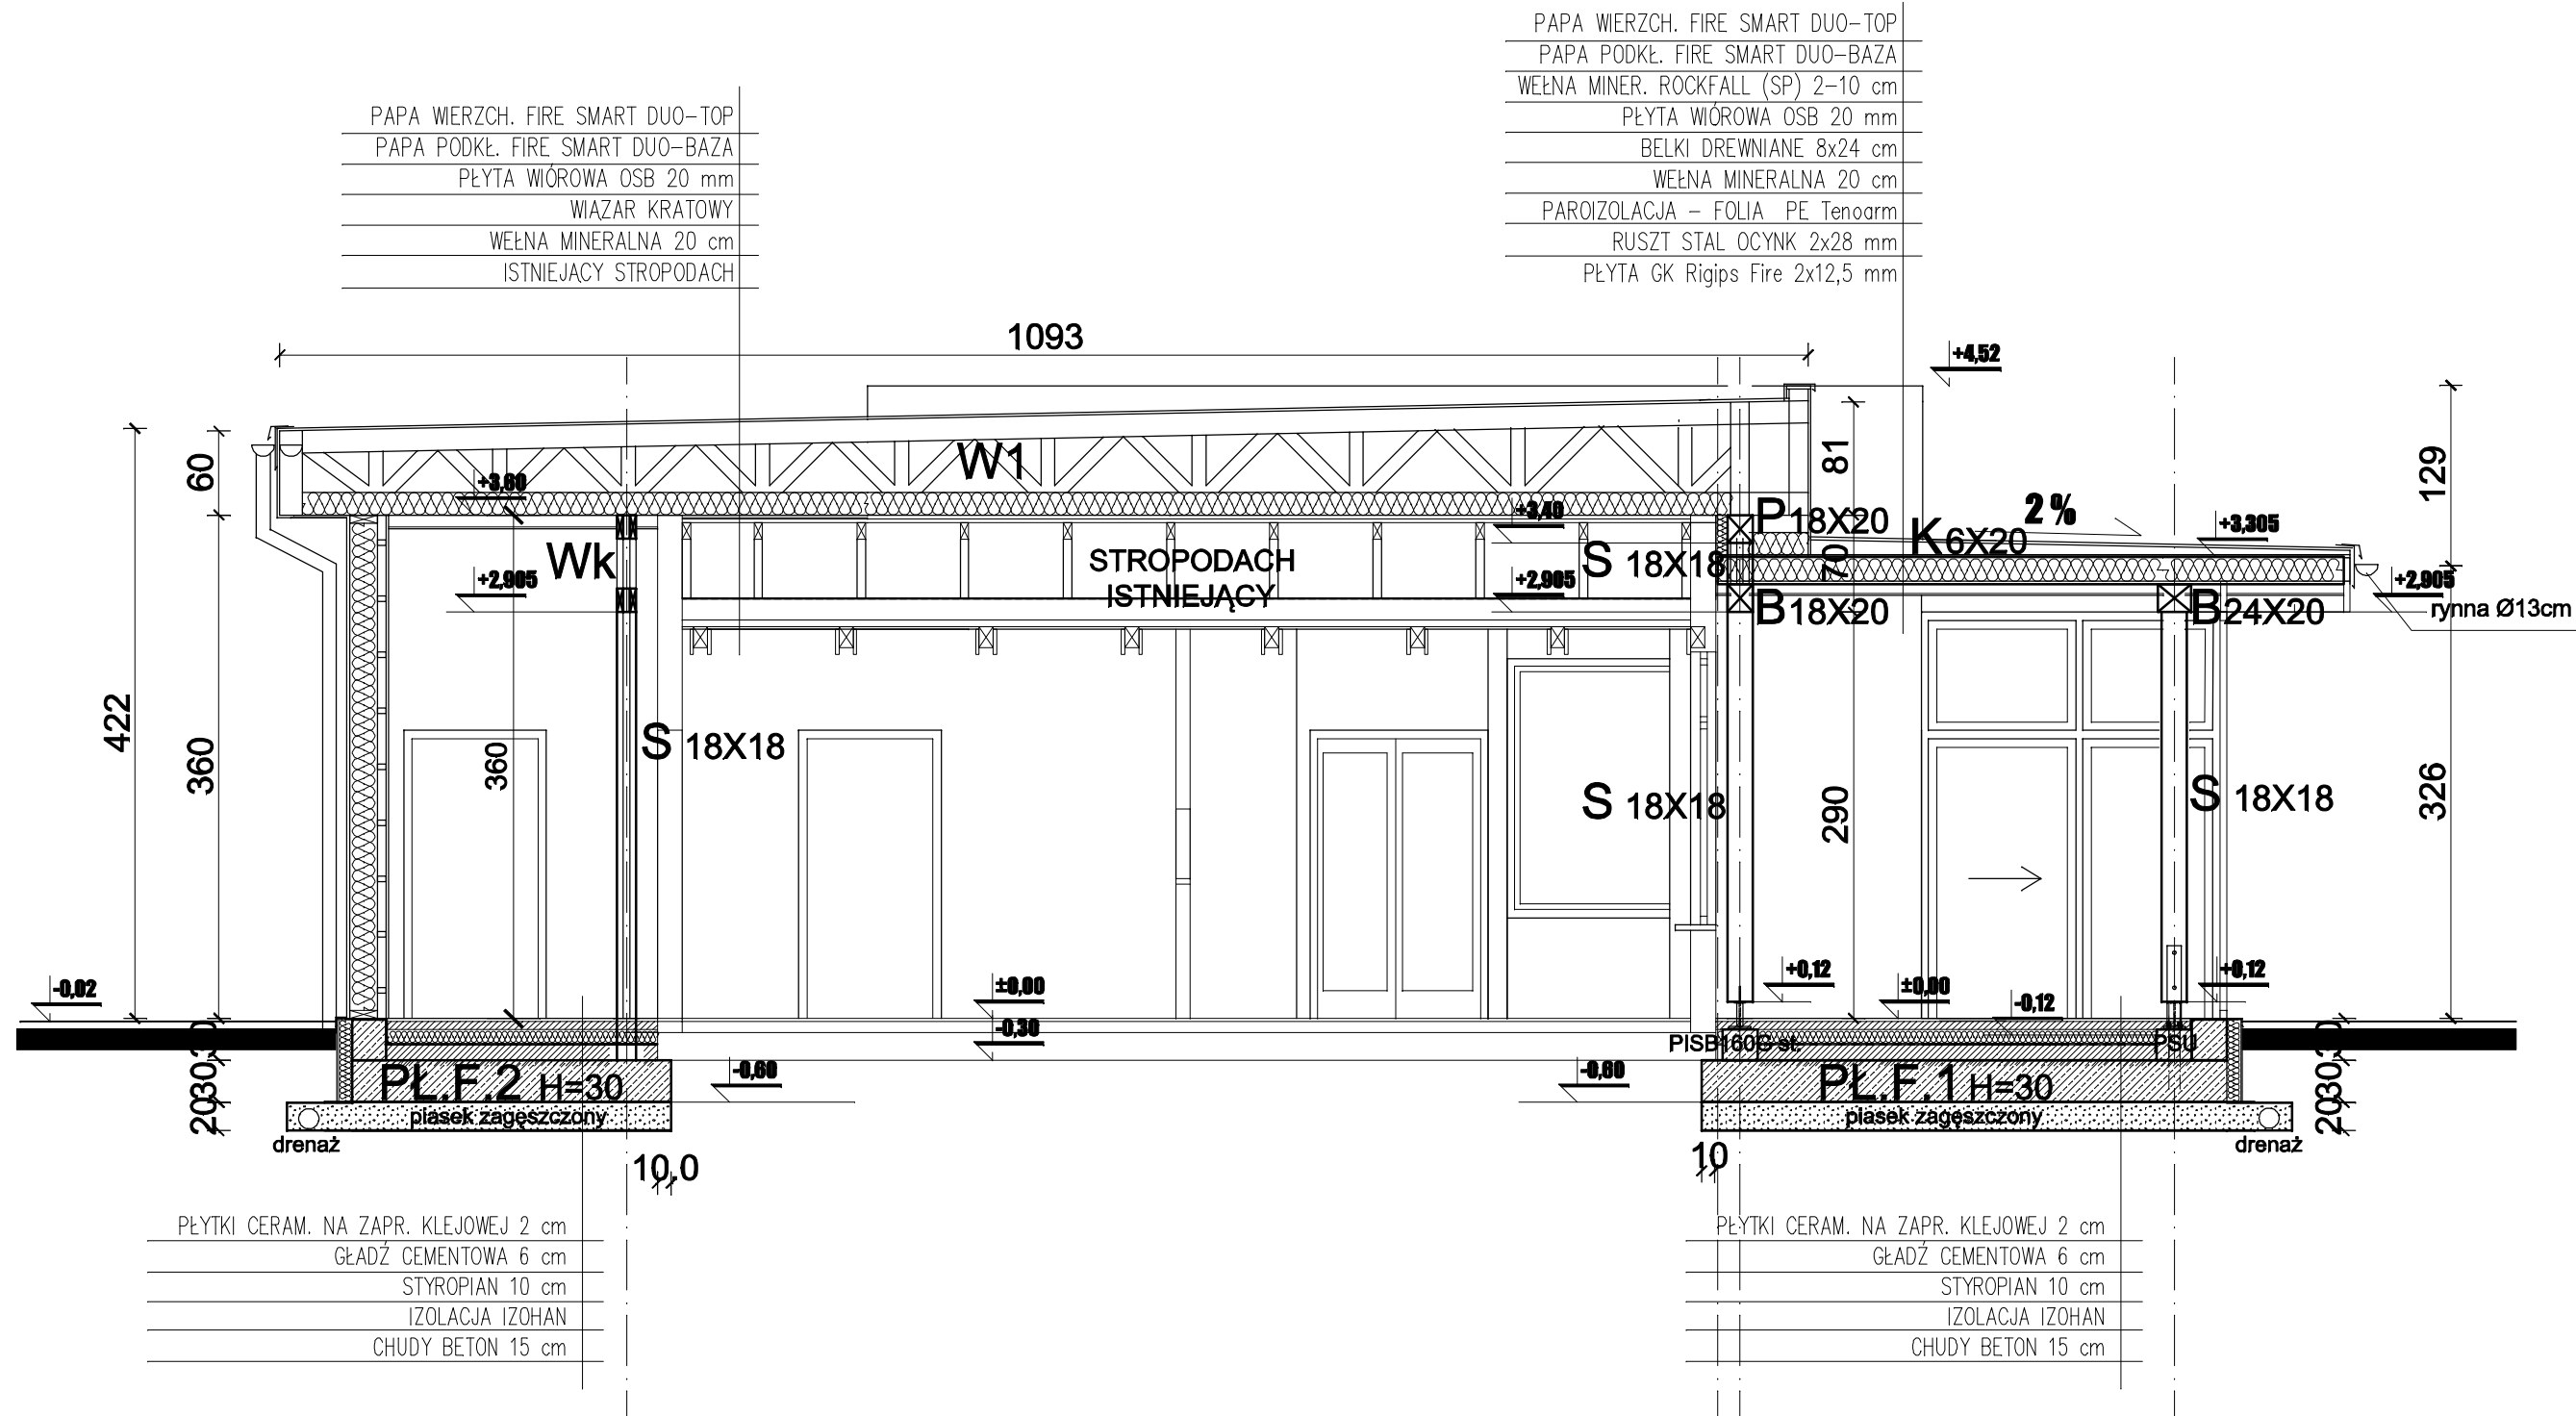 PAPA WIERZCH. FIRE SMART DUO-TOP
PAPA PODKŁ. FIRE SMART DUO-BAZA
WEŁNA MINER. ROCKFALL (SP) 2-10 cm
PŁYTA WIÓROWA OSB 20 mm
BELKI DREWNIANE 8x24 cm
WEŁNA MINERALNA 20 cm
PAROIZOLACJA - FOLIA PE Tenoarm
RUSZT STAL OCYNK 2x28 mm
PŁYTA GK Rigips Fire 2x12,5 mm
PAPA WIERZCH. FIRE SMART DUO-TOP
PAPA PODKŁ. FIRE SMART DUO-BAZA
PŁYTA WIÓROWA OSB 20 mm
WIĄZAR KRATOWY
WEŁNA MINERALNA 20 cm
ISTNIEJĄCY STROPODACH
1093
+4,52
60
W1
81
129
+3,60
+3,40
P18X20
2 %
K6X20
+3,305
Wk
STROPODACH
ISTNIEJĄCY
S 18X18
70
+2,905
+2,905
+2,905
B18X20
B24X20
rynna Ø13cm
422
360
360
S 18X18
S 18X18
290
S 18X18
326
-0,02
±0,00
-0,30
+0,12
±0,00
-0,12
+0,12
PISB160G st.
PSU
30
30
20
PŁ.F.2 H=30
-0,60
-0,60
PŁ.F.1 H=30
30
30
20
piasek zagęszczony
piasek zagęszczony
drenaż
drenaż
10,0
10
PŁYTKI CERAM. NA ZAPR. KLEJOWEJ 2 cm
GŁADŹ CEMENTOWA 6 cm
STYROPIAN 10 cm
IZOLACJA IZOHAN
CHUDY BETON 15 cm
PŁYTKI CERAM. NA ZAPR. KLEJOWEJ 2 cm
GŁADŹ CEMENTOWA 6 cm
STYROPIAN 10 cm
IZOLACJA IZOHAN
CHUDY BETON 15 cm